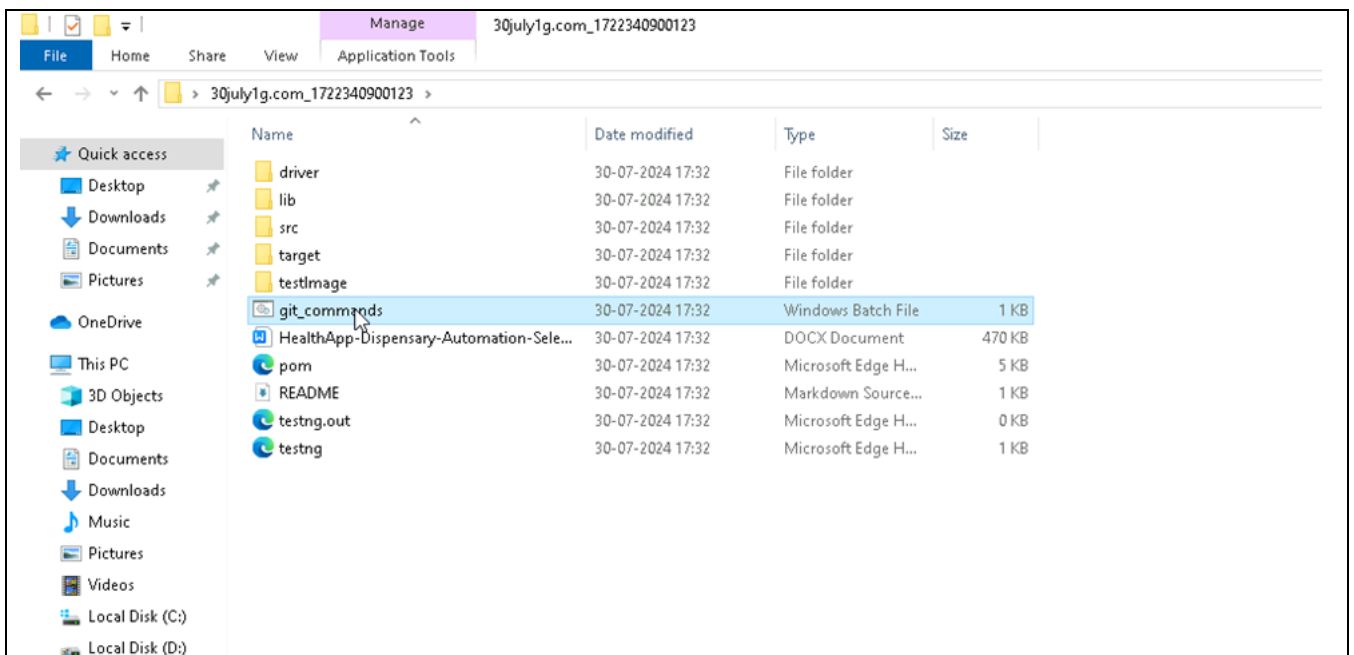 Manage 30july1g.com_1722340900123
File Home Share View Application Tools
30july1g.com_1722340900123
Name Date modified Type Size
Quick access
Desktop
Downloads
Documents
Pictures
OneDrive
This PC
3D Objects
Desktop
Documents
Downloads
Music
Pictures
Videos
Local Disk (C:)
Local Disk (D:)
driver 30-07-2024 17:32 File folder
lib 30-07-2024 17:32 File folder
src 30-07-2024 17:32 File folder
target 30-07-2024 17:32 File folder
testImage 30-07-2024 17:32 File folder
git_commands 30-07-2024 17:32 Windows Batch File 1 KB
HealthApp-Dispensary-Automation-Sele... 30-07-2024 17:32 DOCX Document 470 KB
pom 30-07-2024 17:32 Microsoft Edge H... 5 KB
README 30-07-2024 17:32 Markdown Source... 1 KB
testng.out 30-07-2024 17:32 Microsoft Edge H... 0 KB
testng 30-07-2024 17:32 Microsoft Edge H... 1 KB